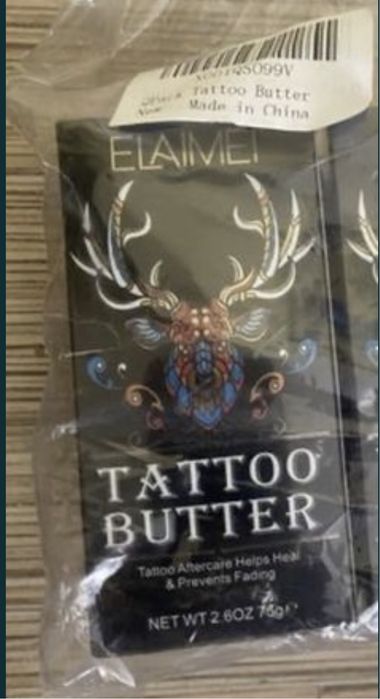 Tattoo Butter
New Made in China
ELAIMEI
TATTOO
BUTTER
Tattoo Aftercare Helps Heal
& Prevents Fading
NET WT 2.6OZ 75g